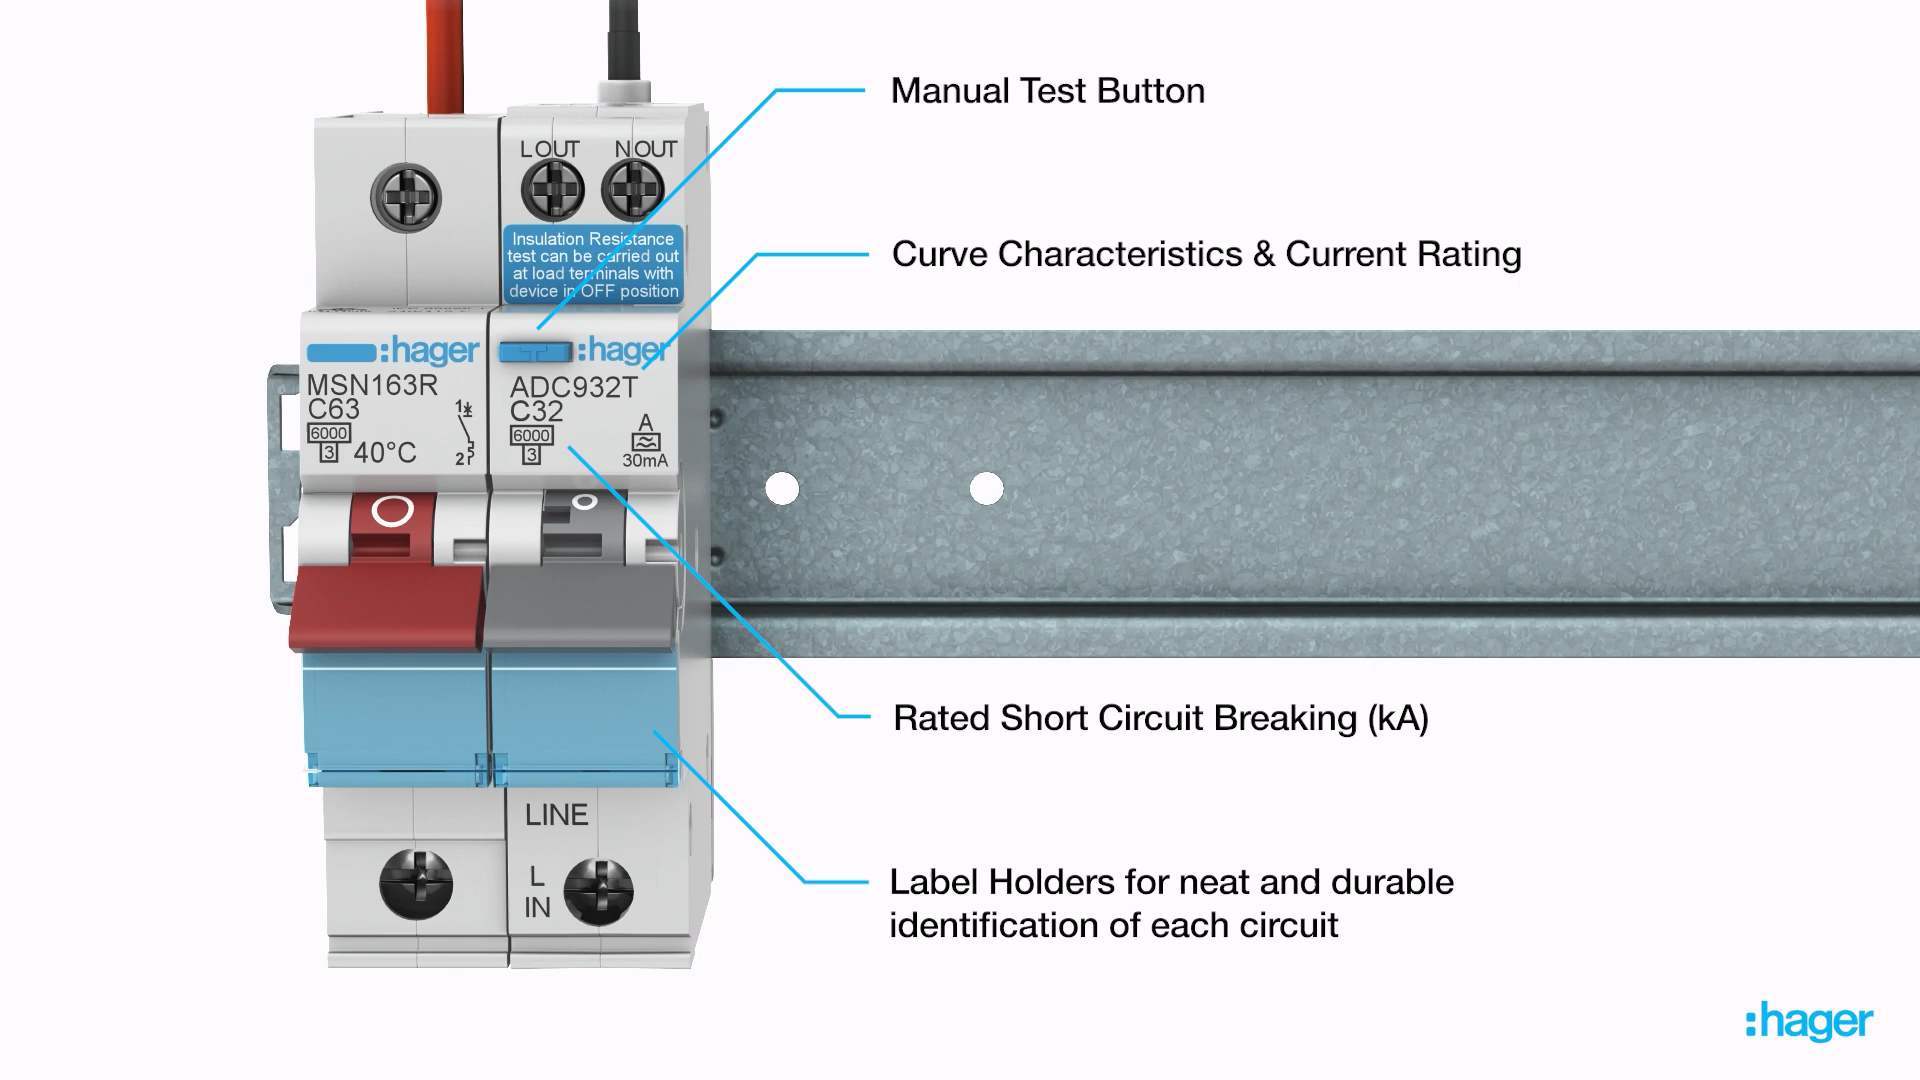 Manual Test Button
L OUT N OUT
Insulation Resistance
test can be carried out
at load terminals with
device in OFF position
Curve Characteristics & Current Rating
:hager
MSN163R
C63
6000
3
40°C
1
2
:hager
ADC932T
C32
6000
3
A
30mA
Rated Short Circuit Breaking (kA)
LINE
L
IN
Label Holders for neat and durable
identification of each circuit
:hager